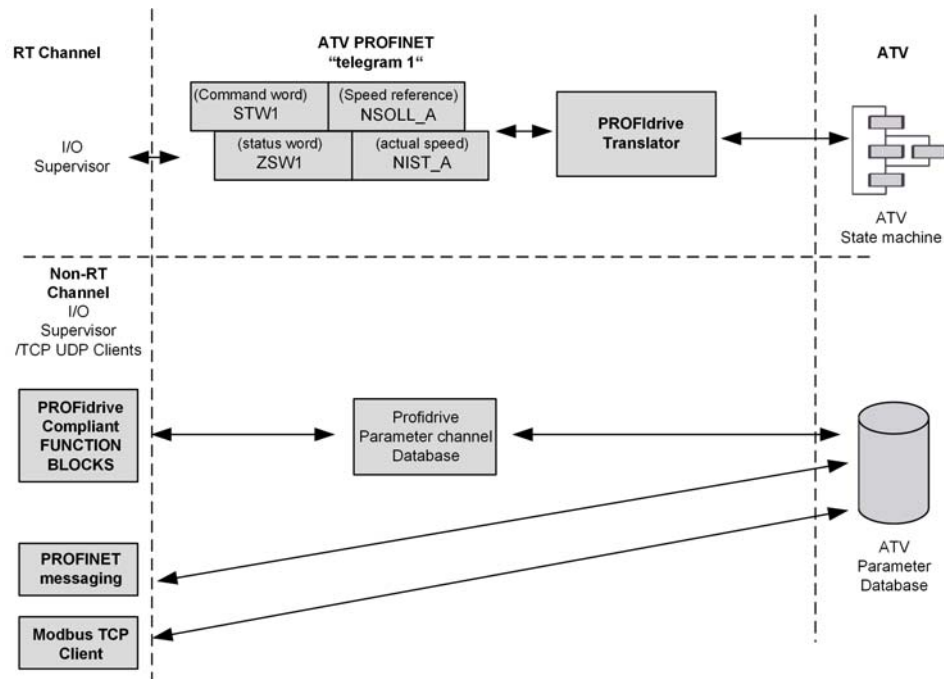 RT Channel
ATV PROFINET
“telegram 1“
ATV
(Command word)
STW1
(Speed reference)
NSOLL_A
(status word)
ZSW1
(actual speed)
NIST_A
PROFIdrive
Translator
I/O
Supervisor
ATV
State machine
Non-RT
Channel
I/O
Supervisor
/TCP UDP Clients
PROFidrive
Compliant
FUNCTION
BLOCKS
Profidrive
Parameter channel
Database
PROFINET
messaging
ATV
Parameter
Database
Modbus TCP
Client